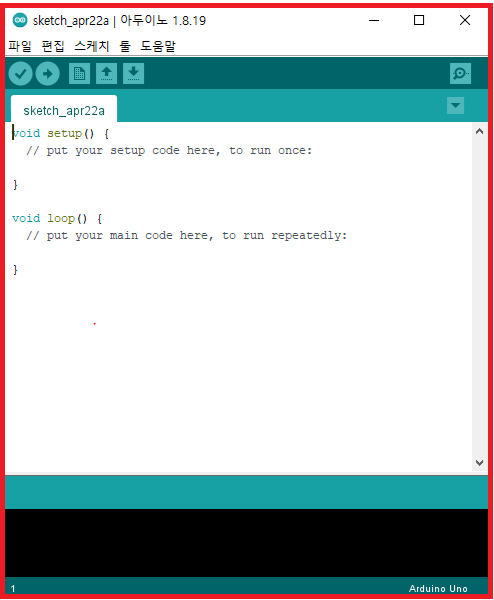 sketch_apr22a | 아두이노 1.8.19
파일 편집 스케치 툴 도움말
sketch_apr22a
void setup() {
  // put your setup code here, to run once:
}
void loop() {
  // put your main code here, to run repeatedly:
}
1
Arduino Uno